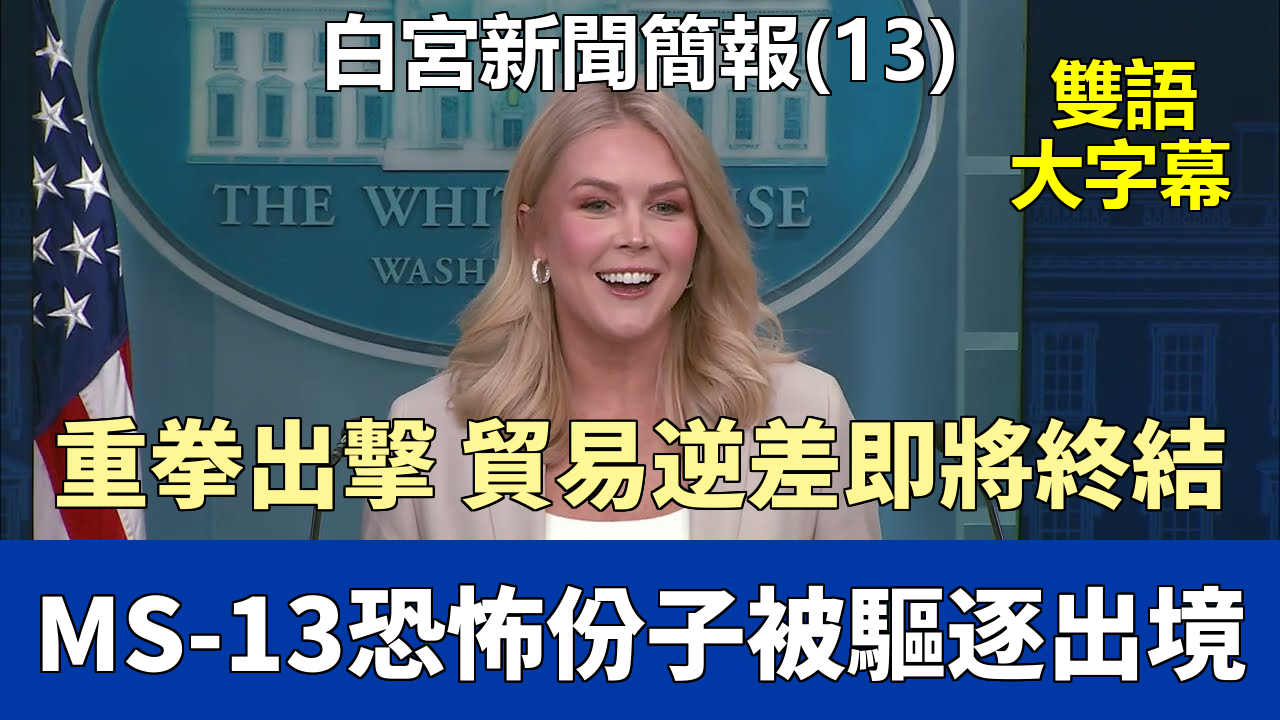 白宮新聞簡報(13)
雙語
大字幕
THE WHIT SE
WASHI
重拳出擊 貿易逆差即將終結
MS-13恐怖份子被驅逐出境